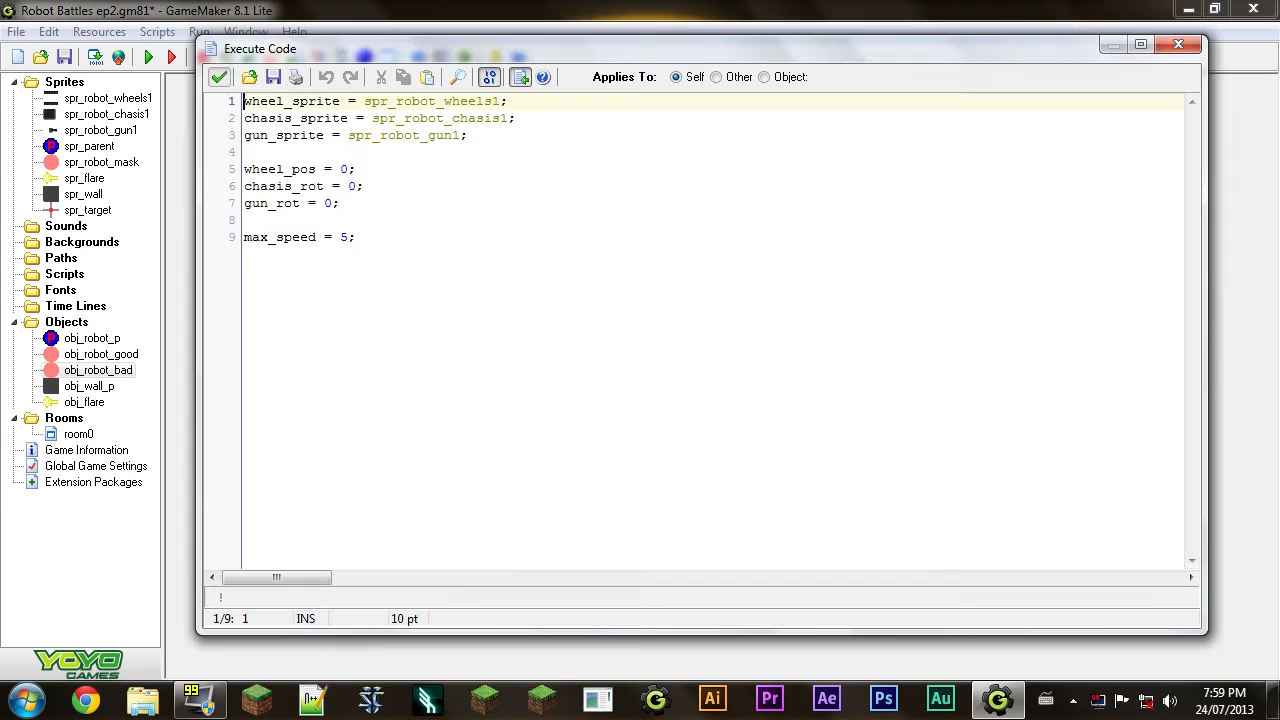 Robot Battles ep2.gm81* - GameMaker 8.1 Lite
File Edit Resources Scripts Run Window Help
Execute Code
Applies To: Self Other Object:
Sprites
spr_robot_wheels1
spr_robot_chasis1
spr_robot_gun1
spr_parent
spr_robot_mask
spr_flare
spr_wall
spr_target
Sounds
Backgrounds
Paths
Scripts
Fonts
Time Lines
Objects
obj_robot_p
obj_robot_good
obj_robot_bad
obj_wall_p
obj_flare
Rooms
room0
Game Information
Global Game Settings
Extension Packages
YOYO
GAMES
1 wheel_sprite = spr_robot_wheels1;
2 chasis_sprite = spr_robot_chasis1;
3 gun_sprite = spr_robot_gun1;
4
5 wheel_pos = 0;
6 chasis_rot = 0;
7 gun_rot = 0;
8
9 max_speed = 5;
!
1/9: 1 INS 10 pt
99 Ai Pr Ae Ps Au
7:59 PM
24/07/2013